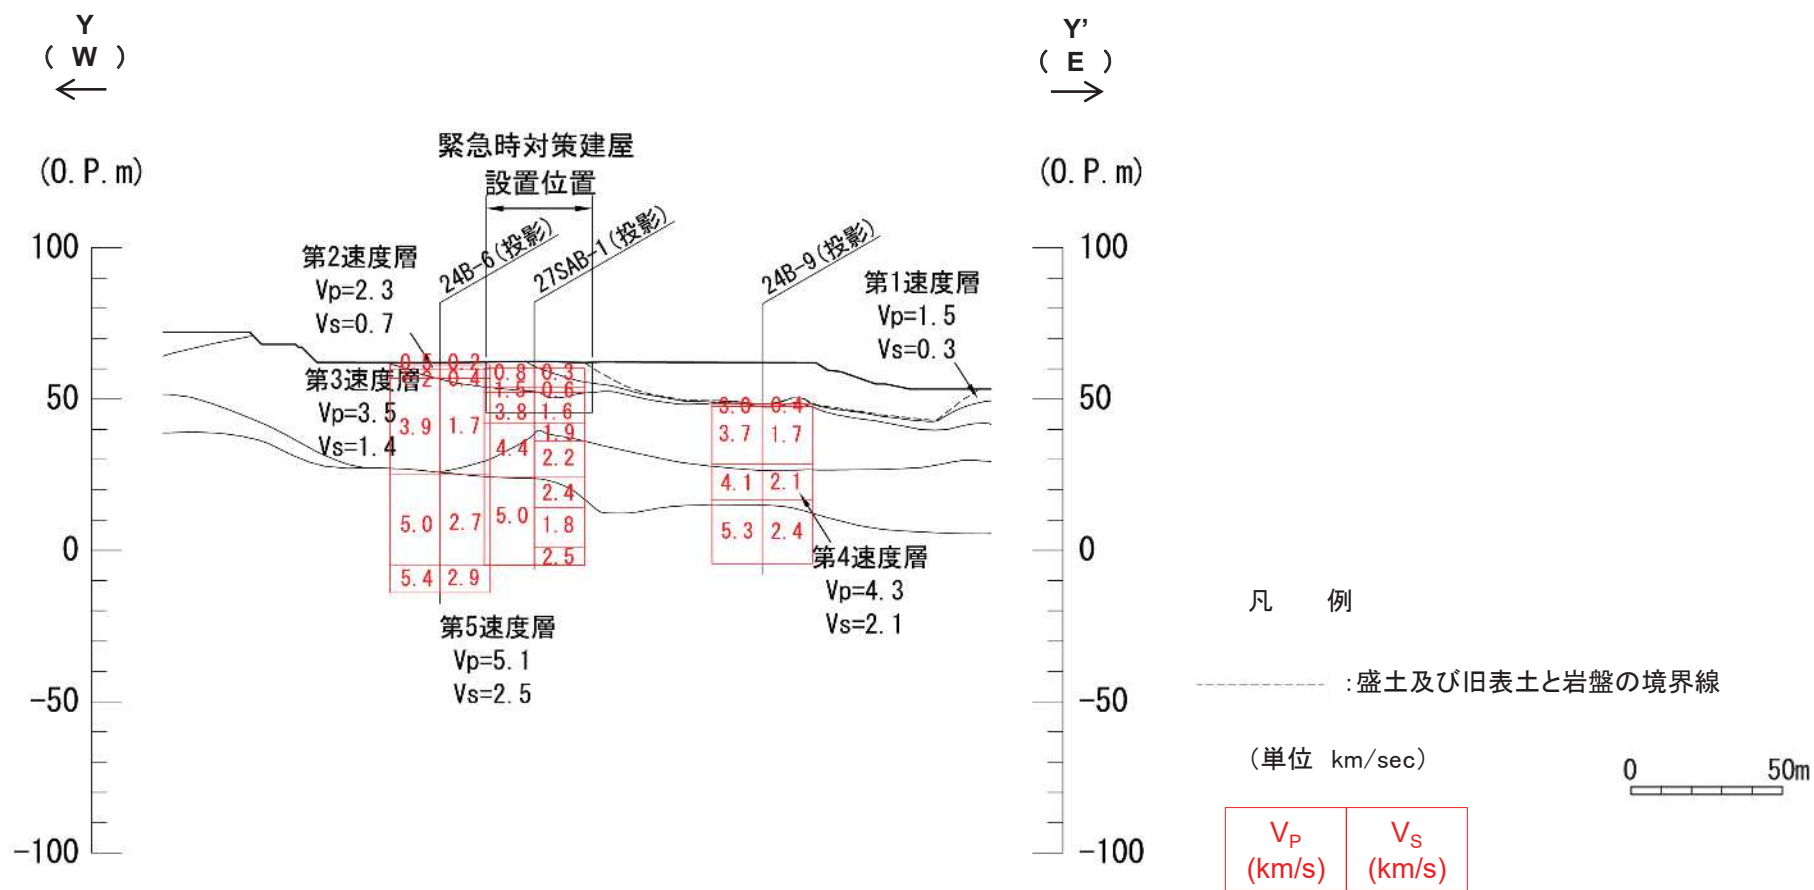 Y
( W )
←
Y'
( E )
→
(O.P.m)
(O.P.m)
緊急時対策建屋
設置位置
24B-6(投影)
27SAB-1(投影)
24B-9(投影)
第2速度層
Vp=2.3
Vs=0.7
第1速度層
Vp=1.5
Vs=0.3
第3速度層
Vp=3.5
Vs=1.4
第4速度層
Vp=4.3
Vs=2.1
第5速度層
Vp=5.1
Vs=2.5
100
50
0
-50
-100
100
50
0
-50
-100
0.2
0.4
3.9 1.7
5.0 2.7
5.4 2.9
0.8 0.3
1.5 0.6
3.8 1.6
1.9
4.4
2.2
2.4
5.0
1.8
2.5
3.0 0.4
3.7 1.7
4.1 2.1
5.3 2.4
凡 例
:盛土及び旧表土と岩盤の境界線
(単位 km/sec)
0 50m
VP VS
(km/s) (km/s)